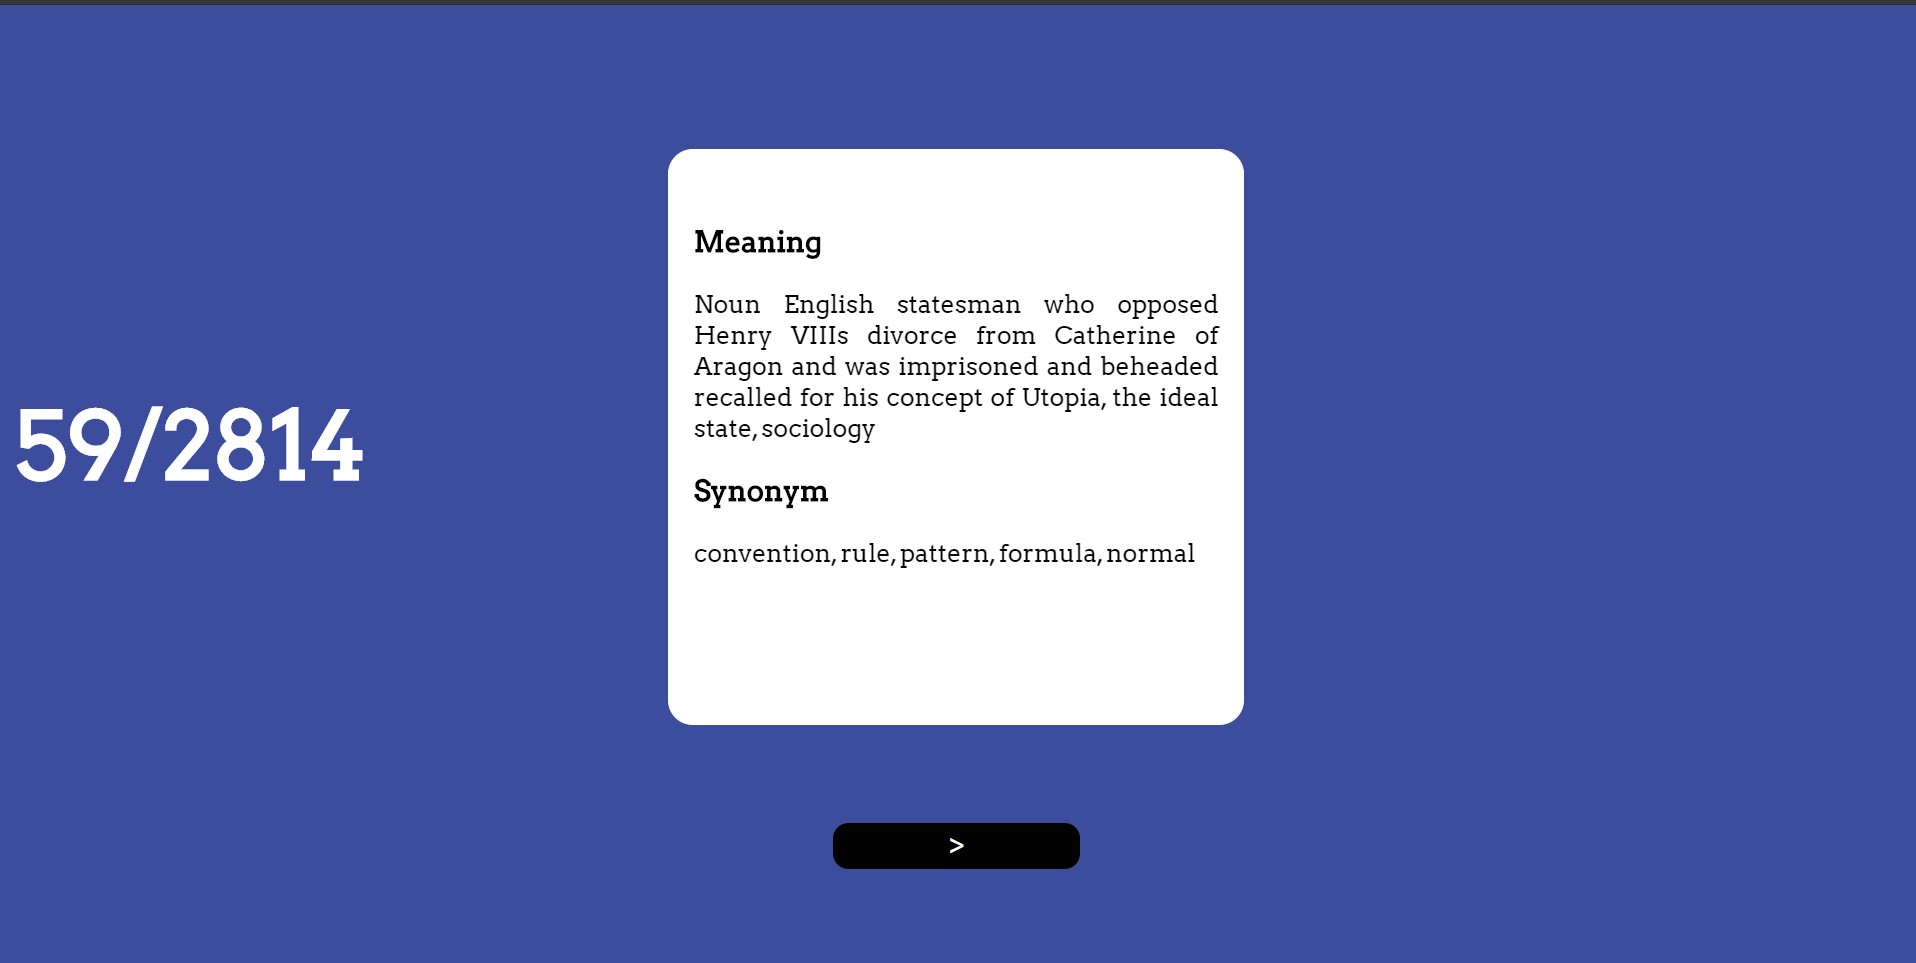 59/2814
Meaning
Noun English statesman who opposed
Henry VIIIs divorce from Catherine of
Aragon and was imprisoned and beheaded
recalled for his concept of Utopia, the ideal
state, sociology
Synonym
convention, rule, pattern, formula, normal
>